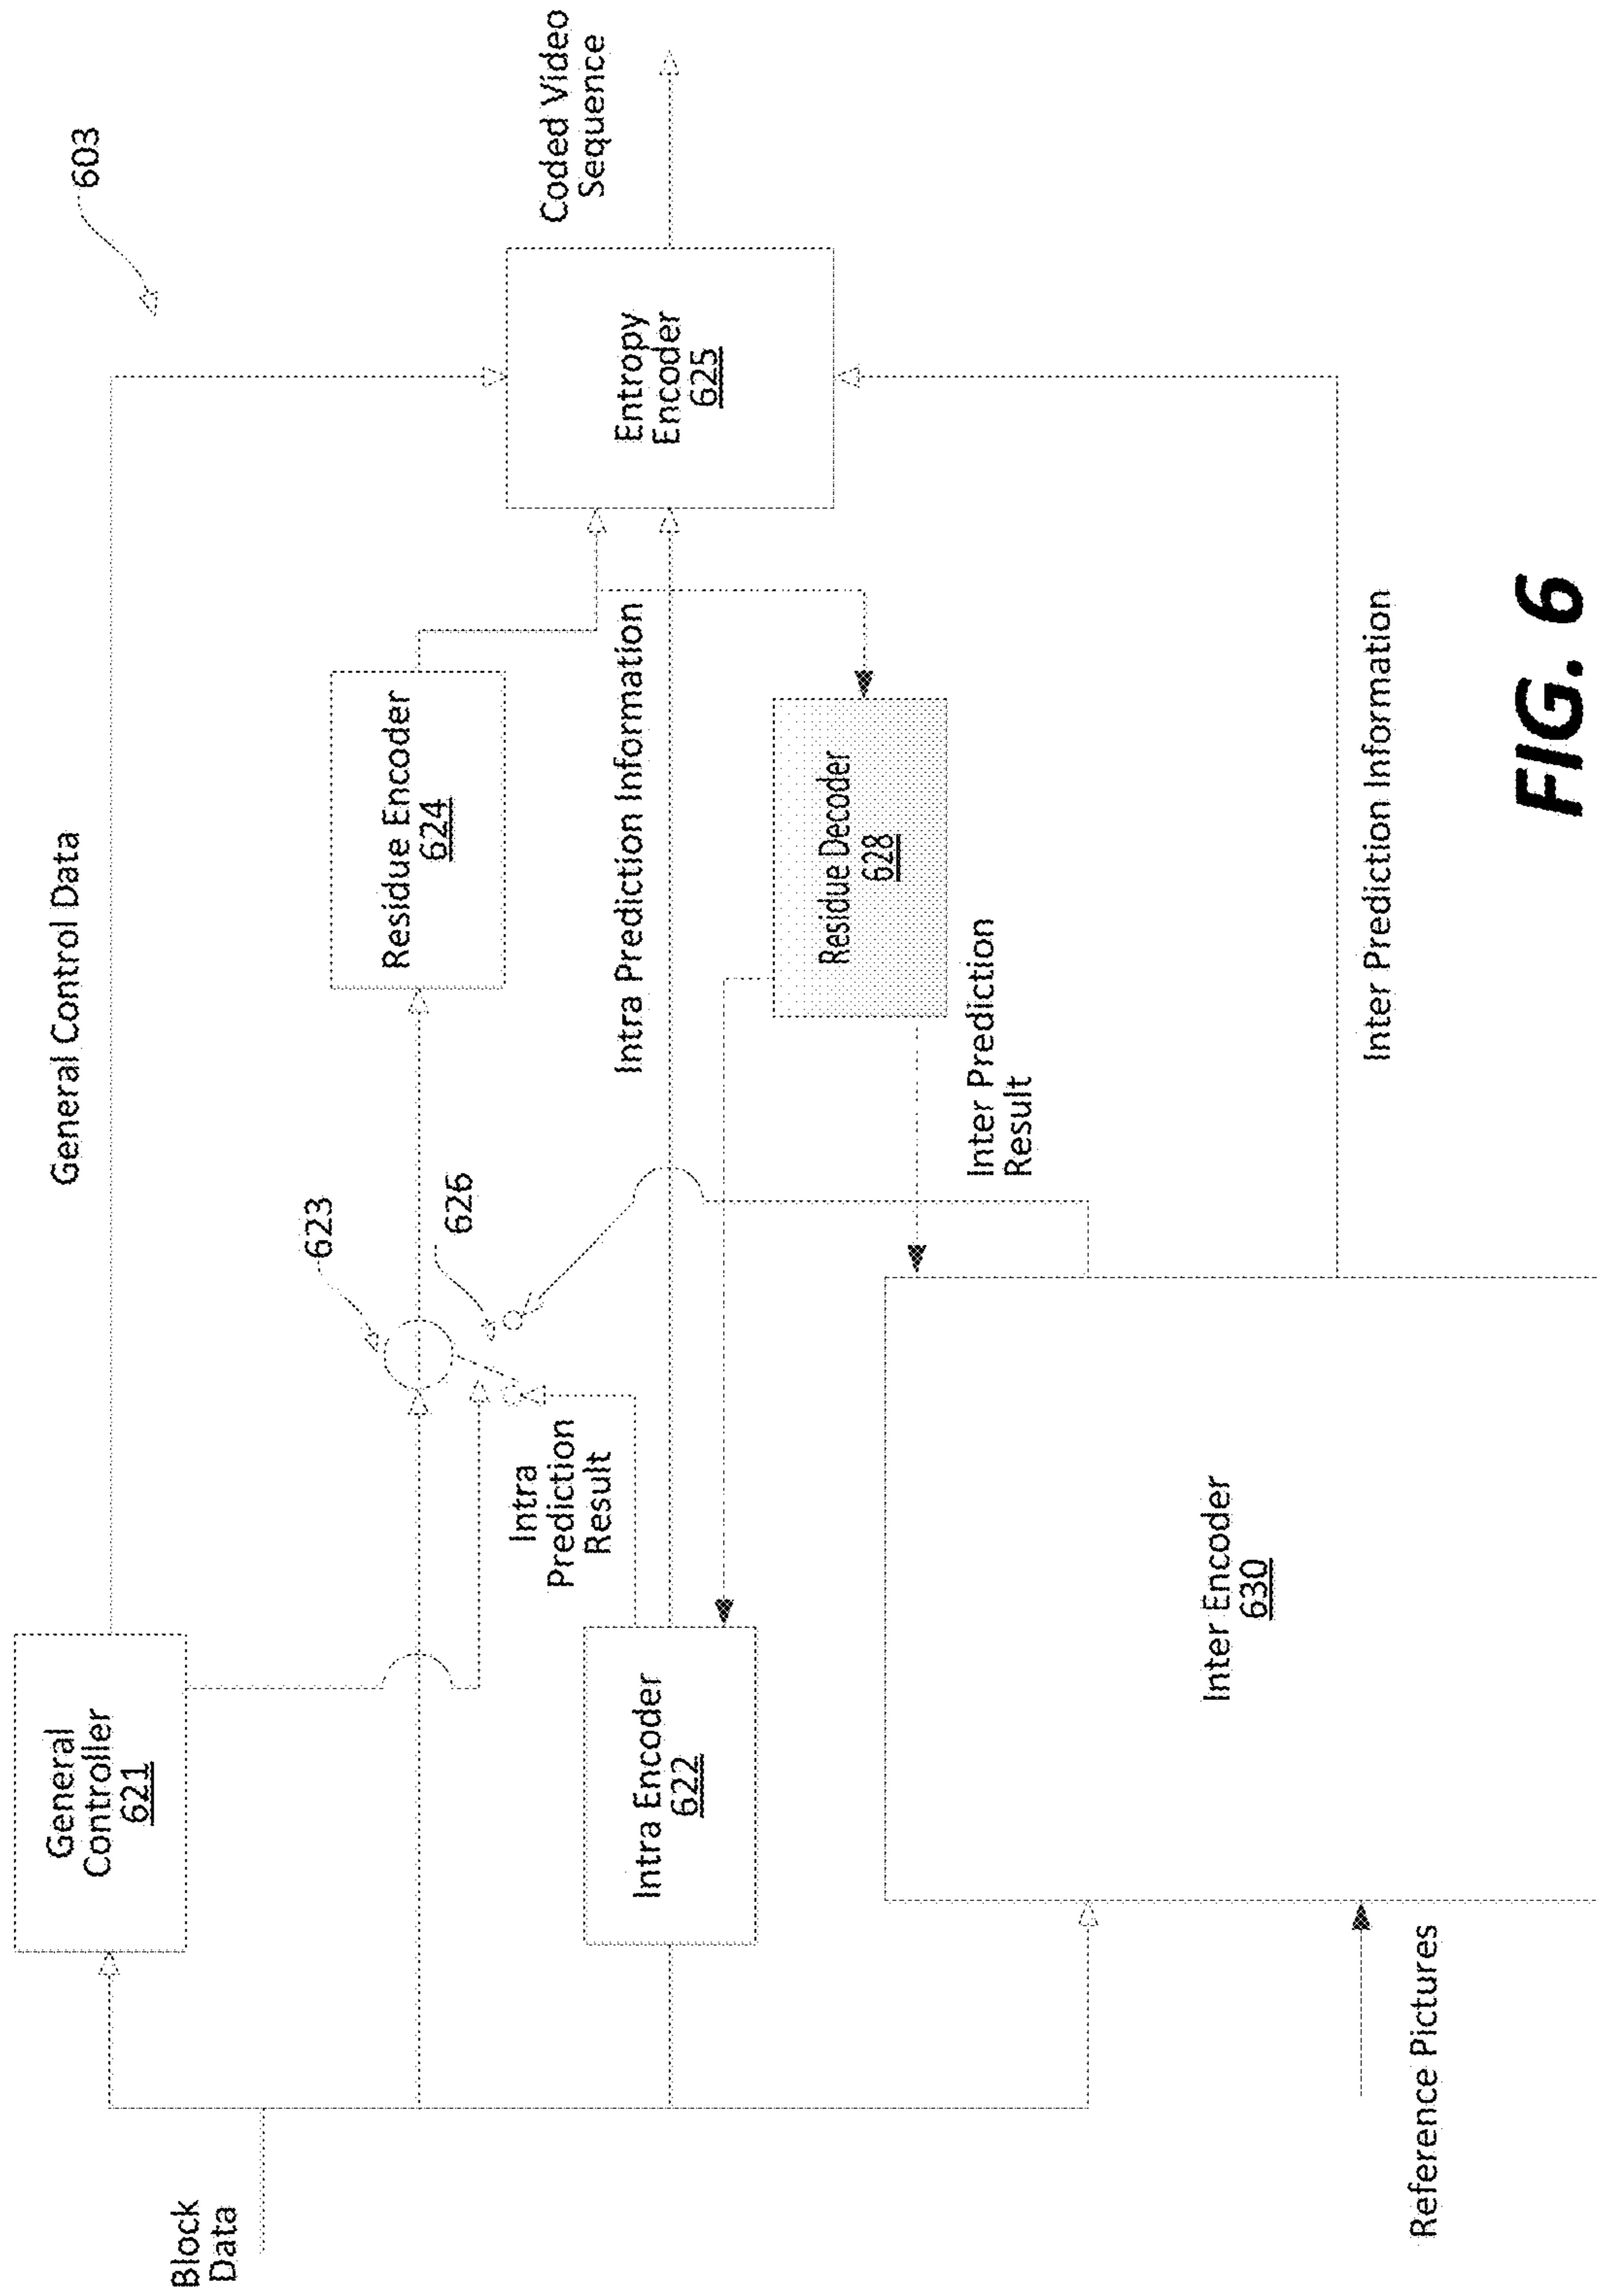 603
General Control Data
Coded Video
Sequence
General
Controller
621
623
626
Residue Encoder
624
Entropy
Encoder
625
Block
Data
Intra
Prediction
Result
Intra Prediction Information
Intra Encoder
622
Residue Decoder
628
Inter Prediction
Result
Inter Encoder
630
Inter Prediction Information
Reference Pictures
FIG. 6